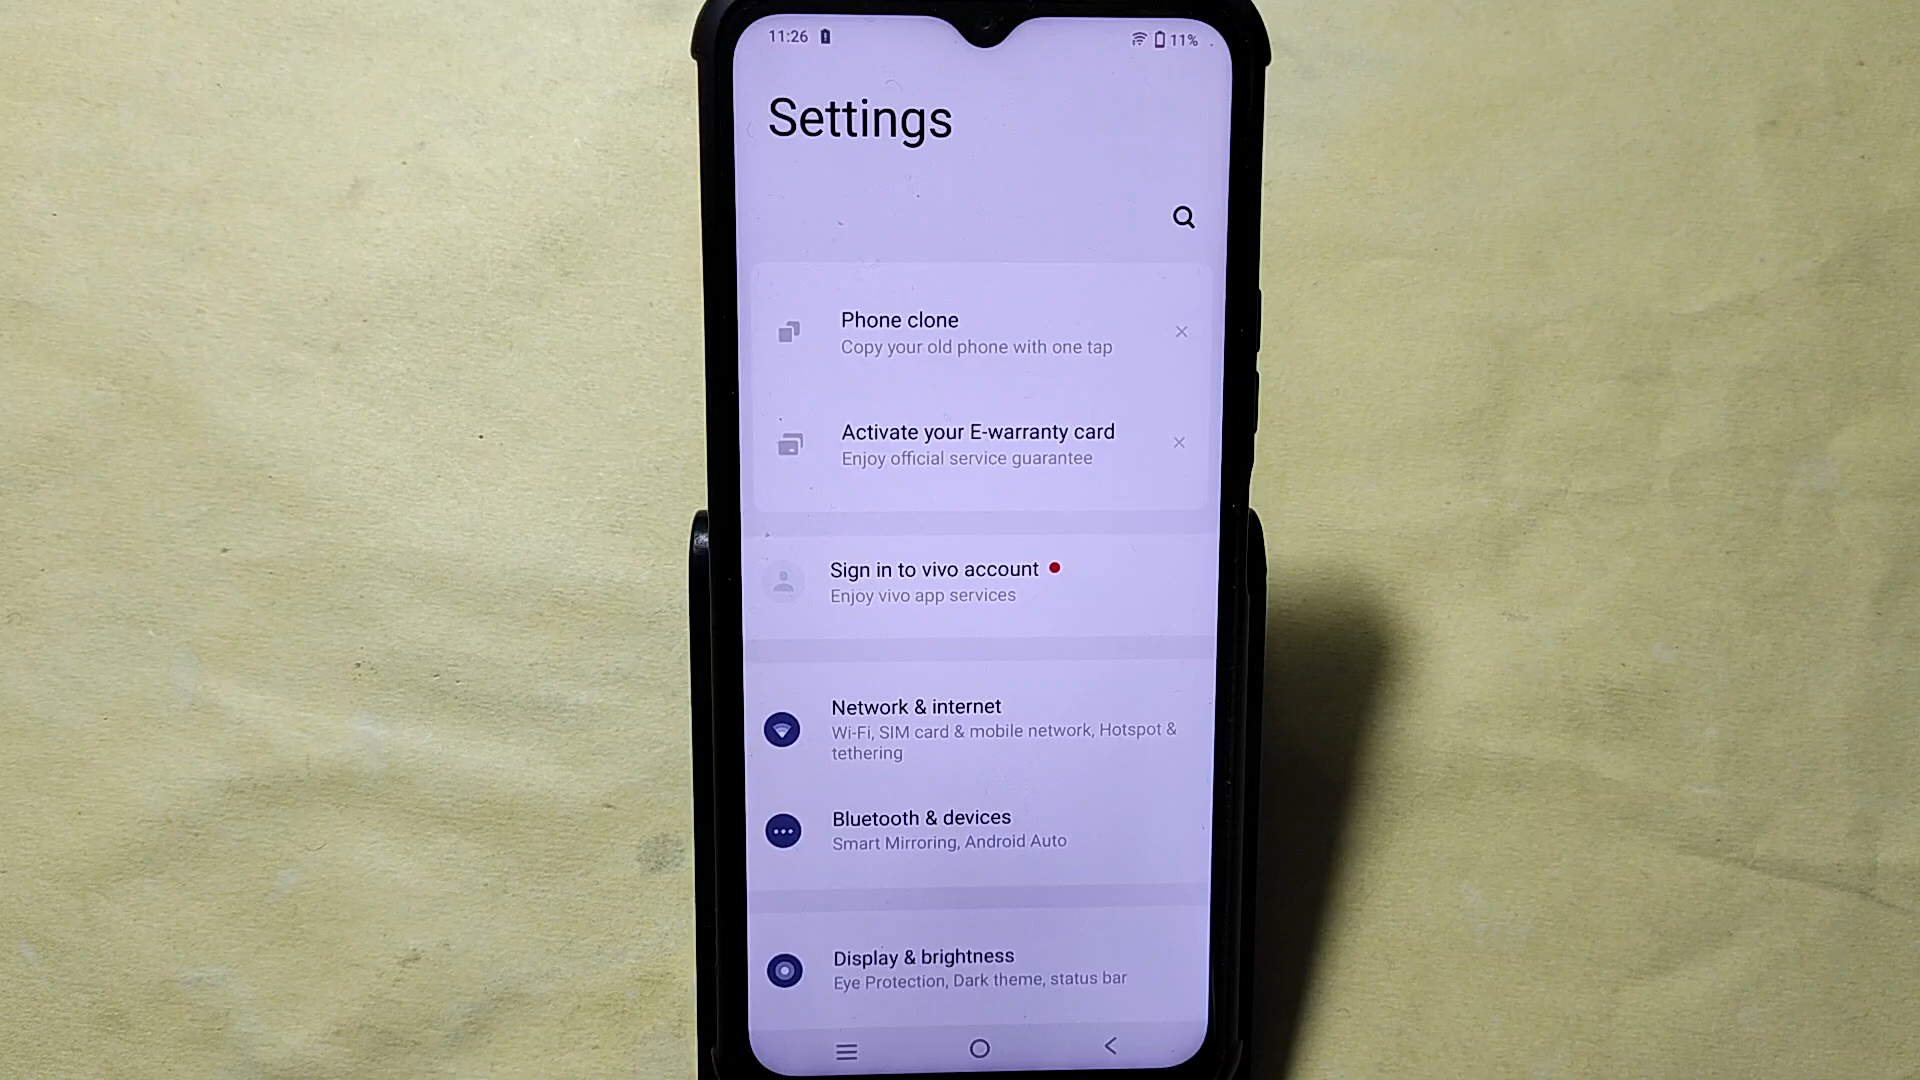 11:26
11%
Settings
Phone clone
Copy your old phone with one tap
Activate your E-warranty card
Enjoy official service guarantee
Sign in to vivo account
Enjoy vivo app services
Network & internet
Wi-Fi, SIM card & mobile network, Hotspot &
tethering
Bluetooth & devices
Smart Mirroring, Android Auto
Display & brightness
Eye Protection, Dark theme, status bar